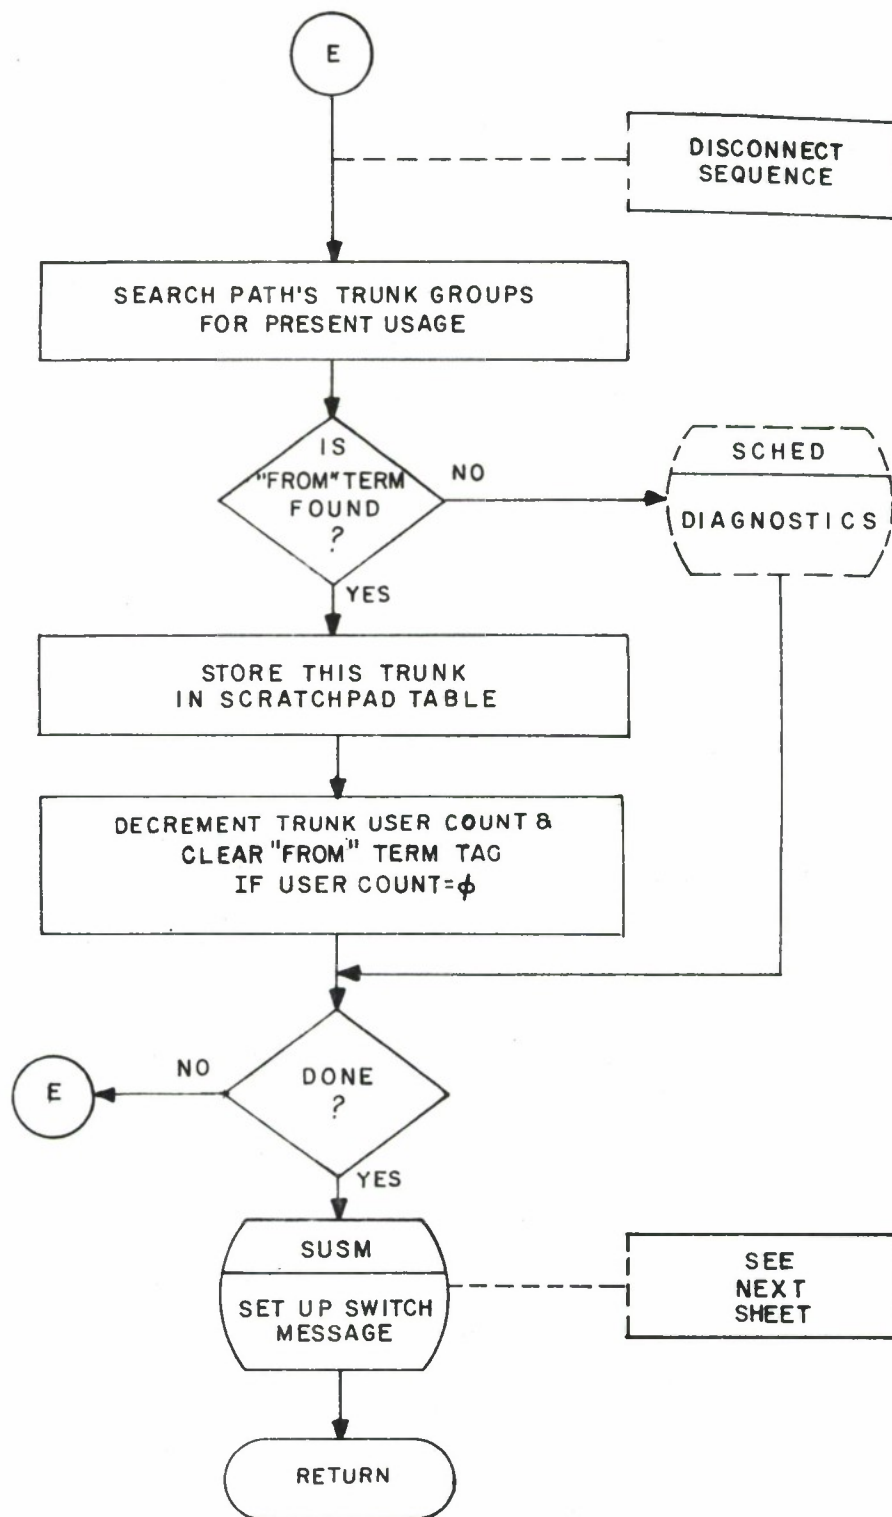 E
DISCONNECT
SEQUENCE
SEARCH PATH'S TRUNK GROUPS
FOR PRESENT USAGE
IS
"FROM" TERM
FOUND
?
NO
SCHED
DIAGNOSTICS
YES
STORE THIS TRUNK
IN SCRATCHPAD TABLE
DECREMENT TRUNK USER COUNT &
CLEAR "FROM" TERM TAG
IF USER COUNT=ϕ
E
NO
DONE
?
YES
SUSM
SET UP SWITCH
MESSAGE
SEE
NEXT
SHEET
RETURN